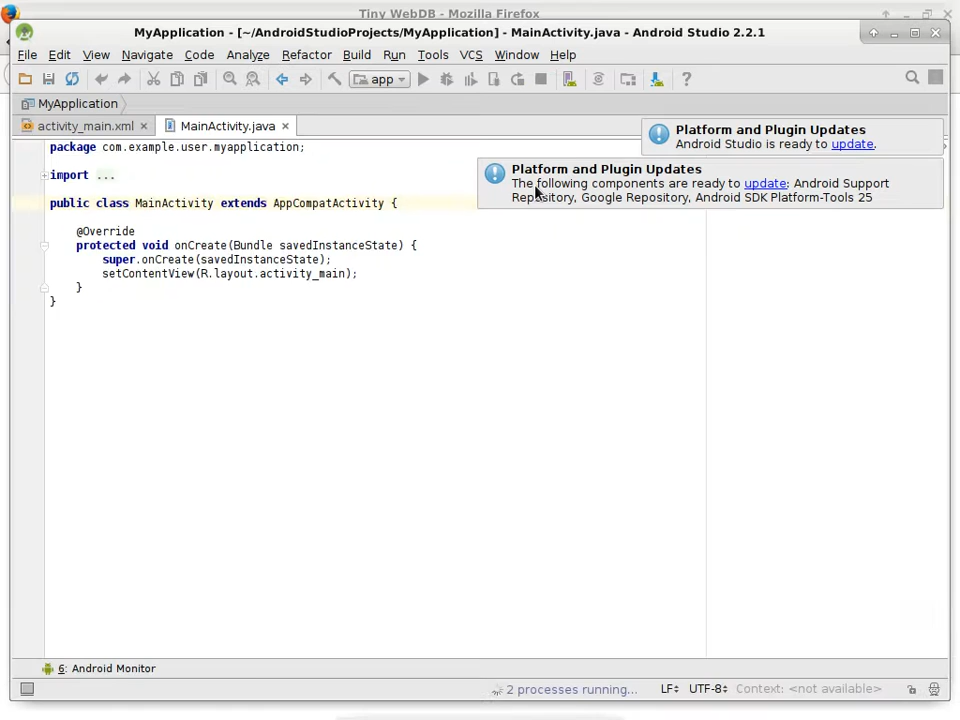 Tiny WebDB - Mozilla Firefox
MyApplication - [~/AndroidStudioProjects/MyApplication] - MainActivity.java - Android Studio 2.2.1
File Edit View Navigate Code Analyze Refactor Build Run Tools VCS Window Help
app
MyApplication
activity_main.xml MainActivity.java
Platform and Plugin Updates
Android Studio is ready to update.
Platform and Plugin Updates
The following components are ready to update: Android Support
Repository, Google Repository, Android SDK Platform-Tools 25
package com.example.user.myapplication;
import ...
public class MainActivity extends AppCompatActivity {
@Override
protected void onCreate(Bundle savedInstanceState) {
super.onCreate(savedInstanceState);
setContentView(R.layout.activity_main);
}
}
6: Android Monitor
2 processes running... LF UTF-8 Context: <not available>